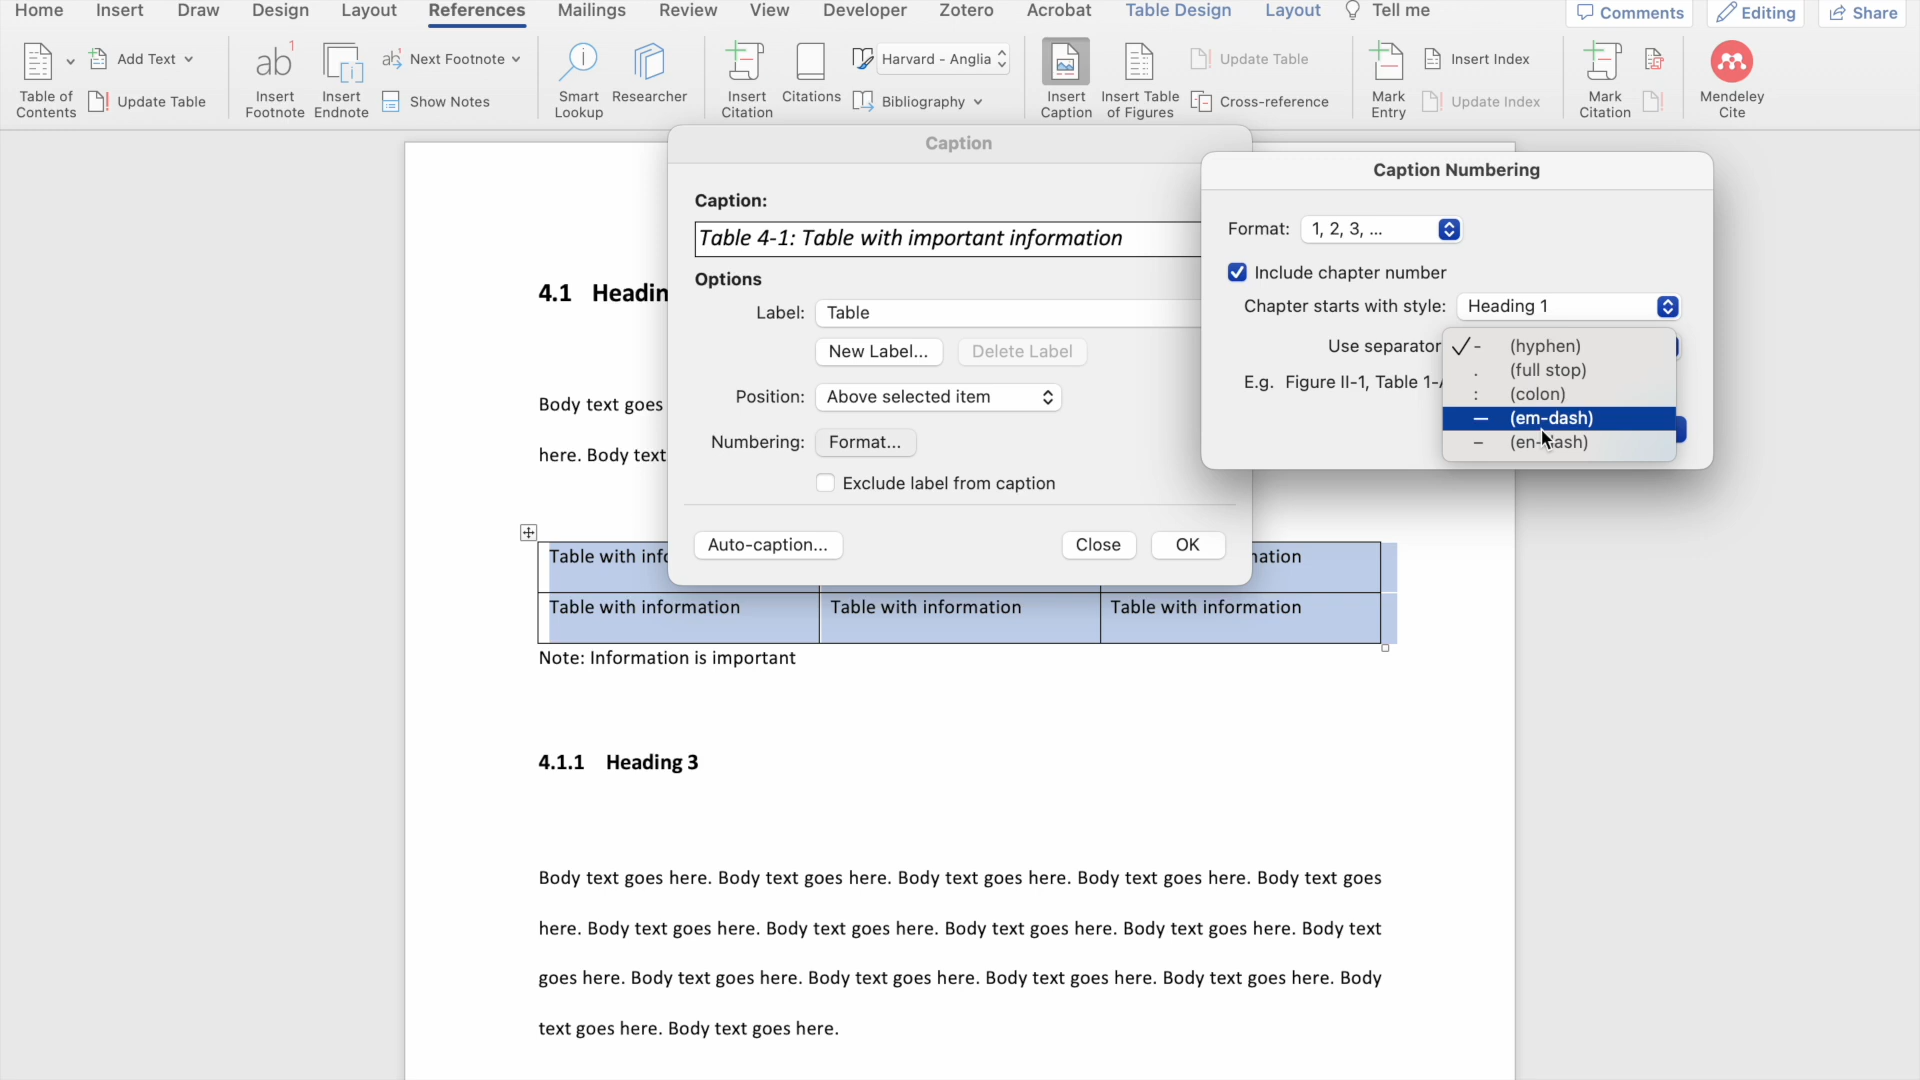 Home Insert Draw Design Layout References Mailings Review View Developer Zotero Acrobat Table Design Layout Tell me Comments Editing Share
Table of Contents
Add Text
Update Table
ab1
Insert Footnote
Insert Endnote
ab Next Footnote
Show Notes
Smart Lookup
Researcher
Insert Citation
Citations
Harvard - Anglia
Bibliography
Insert Caption
Insert Table of Figures
Update Table
Cross-reference
Mark Entry
Insert Index
Update Index
Mark Citation
Mendeley Cite
Caption
Caption:
Table 4-1: Table with important information
Options
Label: Table
New Label... Delete Label
Position: Above selected item
Numbering: Format...
Exclude label from caption
Auto-caption... Close OK
Caption Numbering
Format: 1, 2, 3, ...
Include chapter number
Chapter starts with style: Heading 1
Use separator
- (hyphen)
. (full stop)
: (colon)
— (em-dash)
– (en-dash)
E.g. Figure II-1, Table 1-
4.1 Headin
Body text goes
here. Body text
Table with info
nation
Table with information Table with information Table with information
Note: Information is important
4.1.1 Heading 3
Body text goes here. Body text goes here. Body text goes here. Body text goes here. Body text goes
here. Body text goes here. Body text goes here. Body text goes here. Body text goes here. Body text
goes here. Body text goes here. Body text goes here. Body text goes here. Body text goes here. Body
text goes here. Body text goes here.